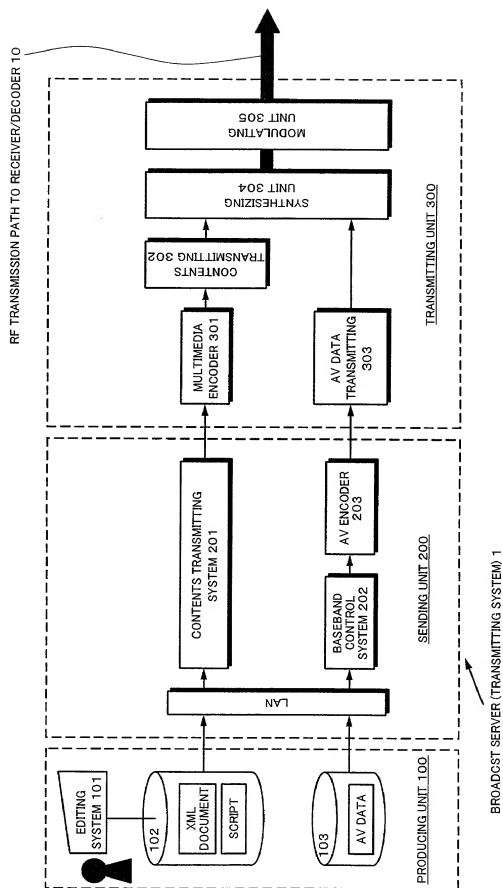 RF TRANSMISSION PATH TO RECEIVER/DECODER 10
MODULATING
UNIT 305
SYNTHESIZING
UNIT 304
CONTENTS
TRANSMITTING 302
MULTIMEDIA
ENCODER 301
AV DATA
TRANSMITTING
303
TRANSMITTING UNIT 300
CONTENTS TRANSMITTING
SYSTEM 201
AV ENCODER
203
BASEBAND
CONTROL
SYSTEM 202
LAN
SENDING UNIT 200
EDITING
SYSTEM 101
102
XML
DOCUMENT
SCRIPT
103
AV DATA
PRODUCING UNIT 100
BROADCST SERVER (TRANSMITTING SYSTEM) 1